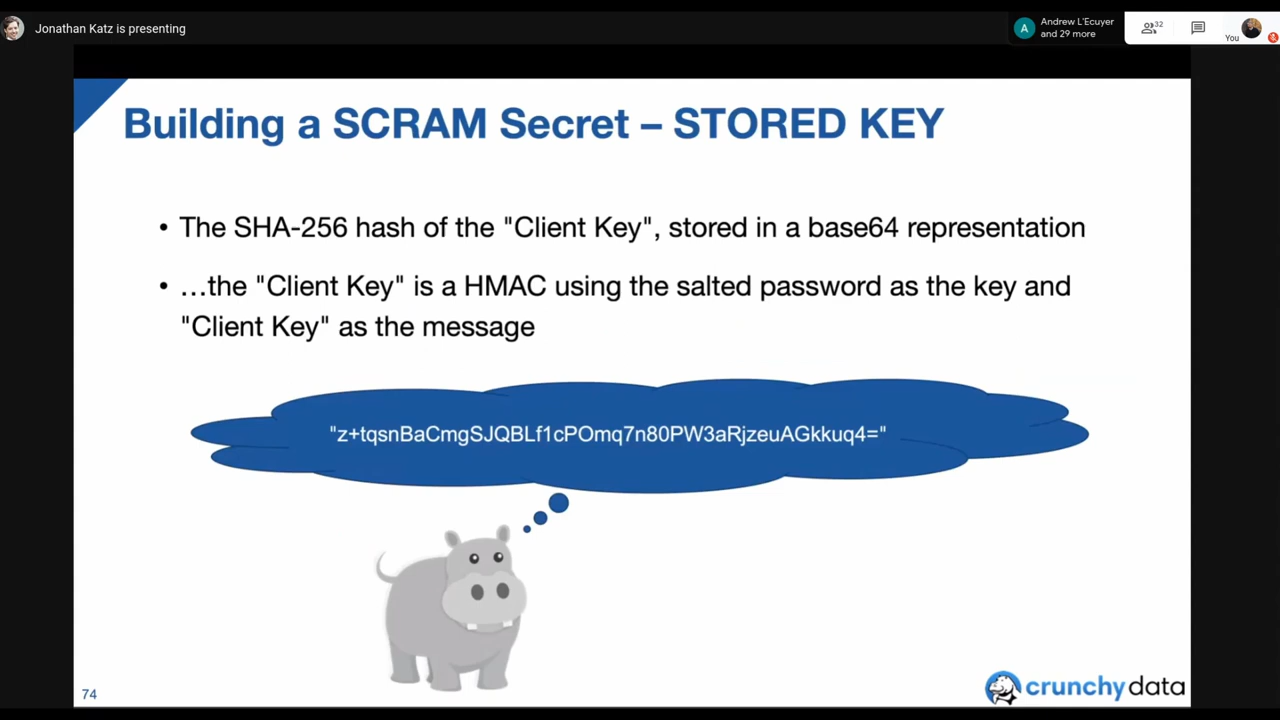 Jonathan Katz is presenting
A
Andrew L'Ecuyer
and 29 more
32
You
Building a SCRAM Secret – STORED KEY
• The SHA-256 hash of the "Client Key", stored in a base64 representation
• …the "Client Key" is a HMAC using the salted password as the key and
"Client Key" as the message
"z+tqsnBaCmgSJQBLf1cPOmq7n80PW3aRjzeuAGkkuq4="
74
crunchy data